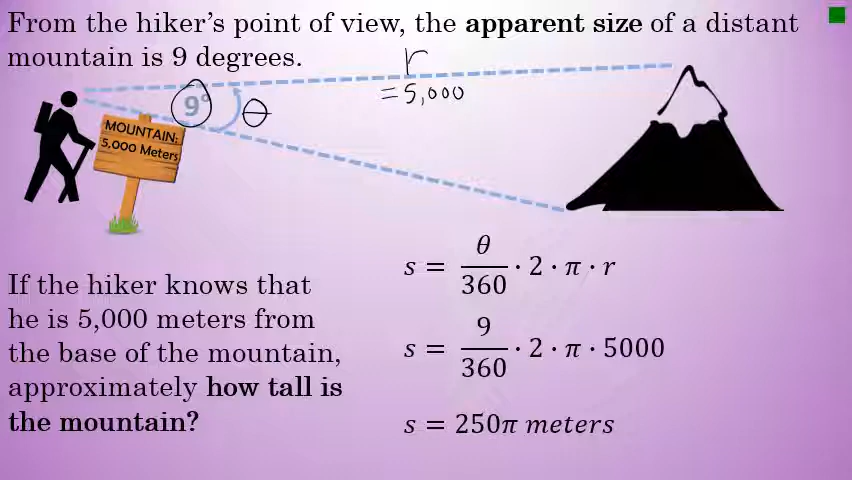 From the hiker's point of view, the apparent size of a distant
mountain is 9 degrees.
r
= 5,000
9°
θ
MOUNTAIN:
5,000 Meters
s = θ/360 · 2 · π · r
If the hiker knows that
he is 5,000 meters from
the base of the mountain,
approximately how tall is
the mountain?
s = 9/360 · 2 · π · 5000
s = 250π meters